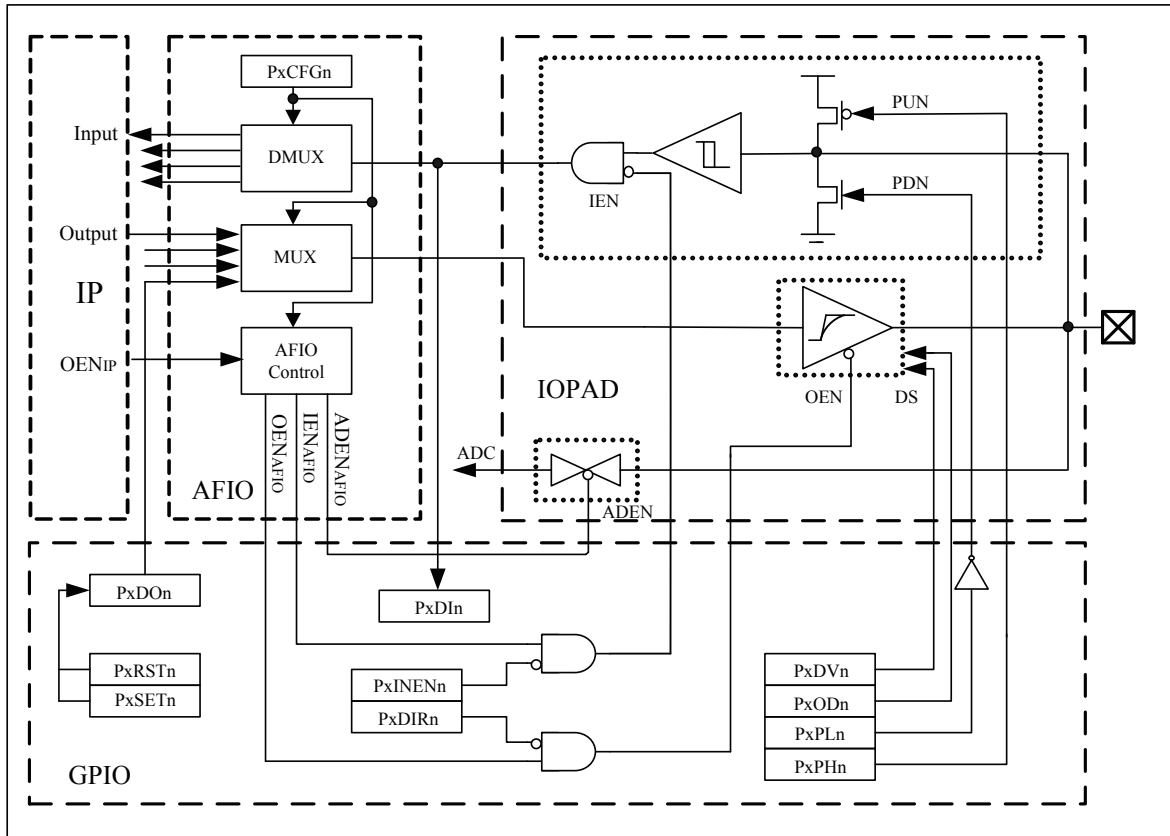 PxCFGn
Input
DMUX
Output
MUX
IP
OENIP
AFIO
Control
OENAFIO
IENAFIO
ADENAFIO
AFIO
PUN
PDN
IEN
OEN
DS
IOPAD
ADC
ADEN
PxDOn
PxDIn
PxRSTn
PxSETn
PxINENn
PxDIRn
PxDVn
PxODn
PxPLn
PxPHn
GPIO